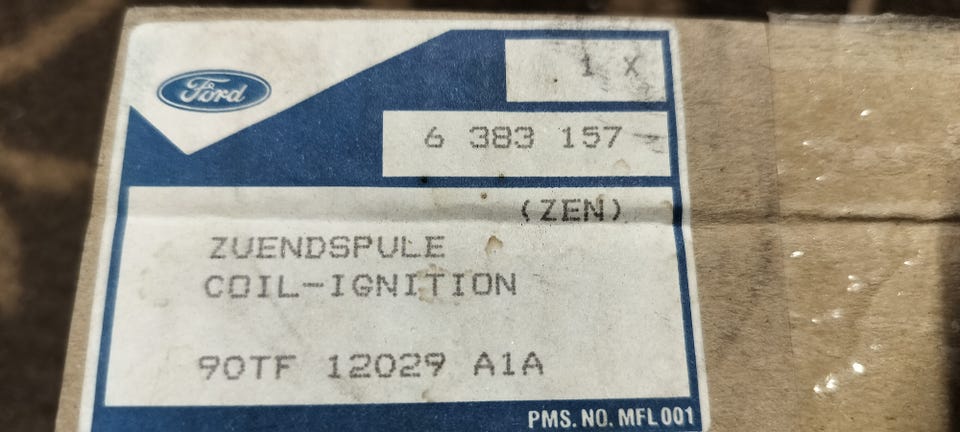 Ford
1 X
6 383 157
(ZEN)
ZUENDSPULE
COIL-IGNITION
90TF 12029 A1A
PMS. NO. MFL001